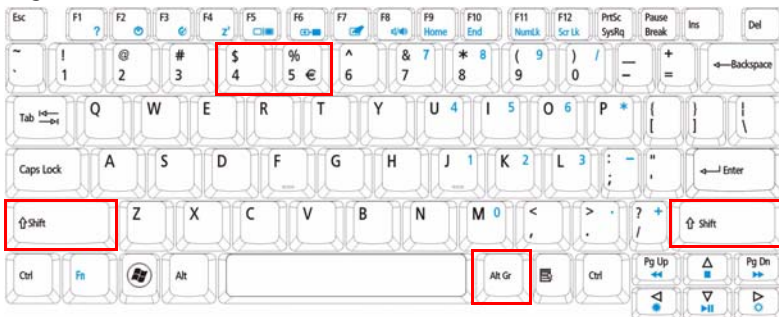 Esc F1 ? F2 F3 F4 Zz F5 F6 F7 F8 F9 Home F10 End F11 NumLk F12 Scr Lk PrtSc SysRq Pause Break Ins Del
~ ` ! 1 @ 2 # 3 $ 4 % 5 € ^ 6 & 7 7 * 8 8 ( 9 9 ) 0 / _ - + = Backspace
Tab Q W E R T Y U 4 I 5 O 6 P * { [ } ] | \
Caps Lock A S D F G H J 1 K 2 L 3 : ; - " ' Enter
Shift Z X C V B N M 0 < , > . . ? / + Shift
Ctrl Fn Alt Alt Gr Ctrl Pg Up Pg Dn